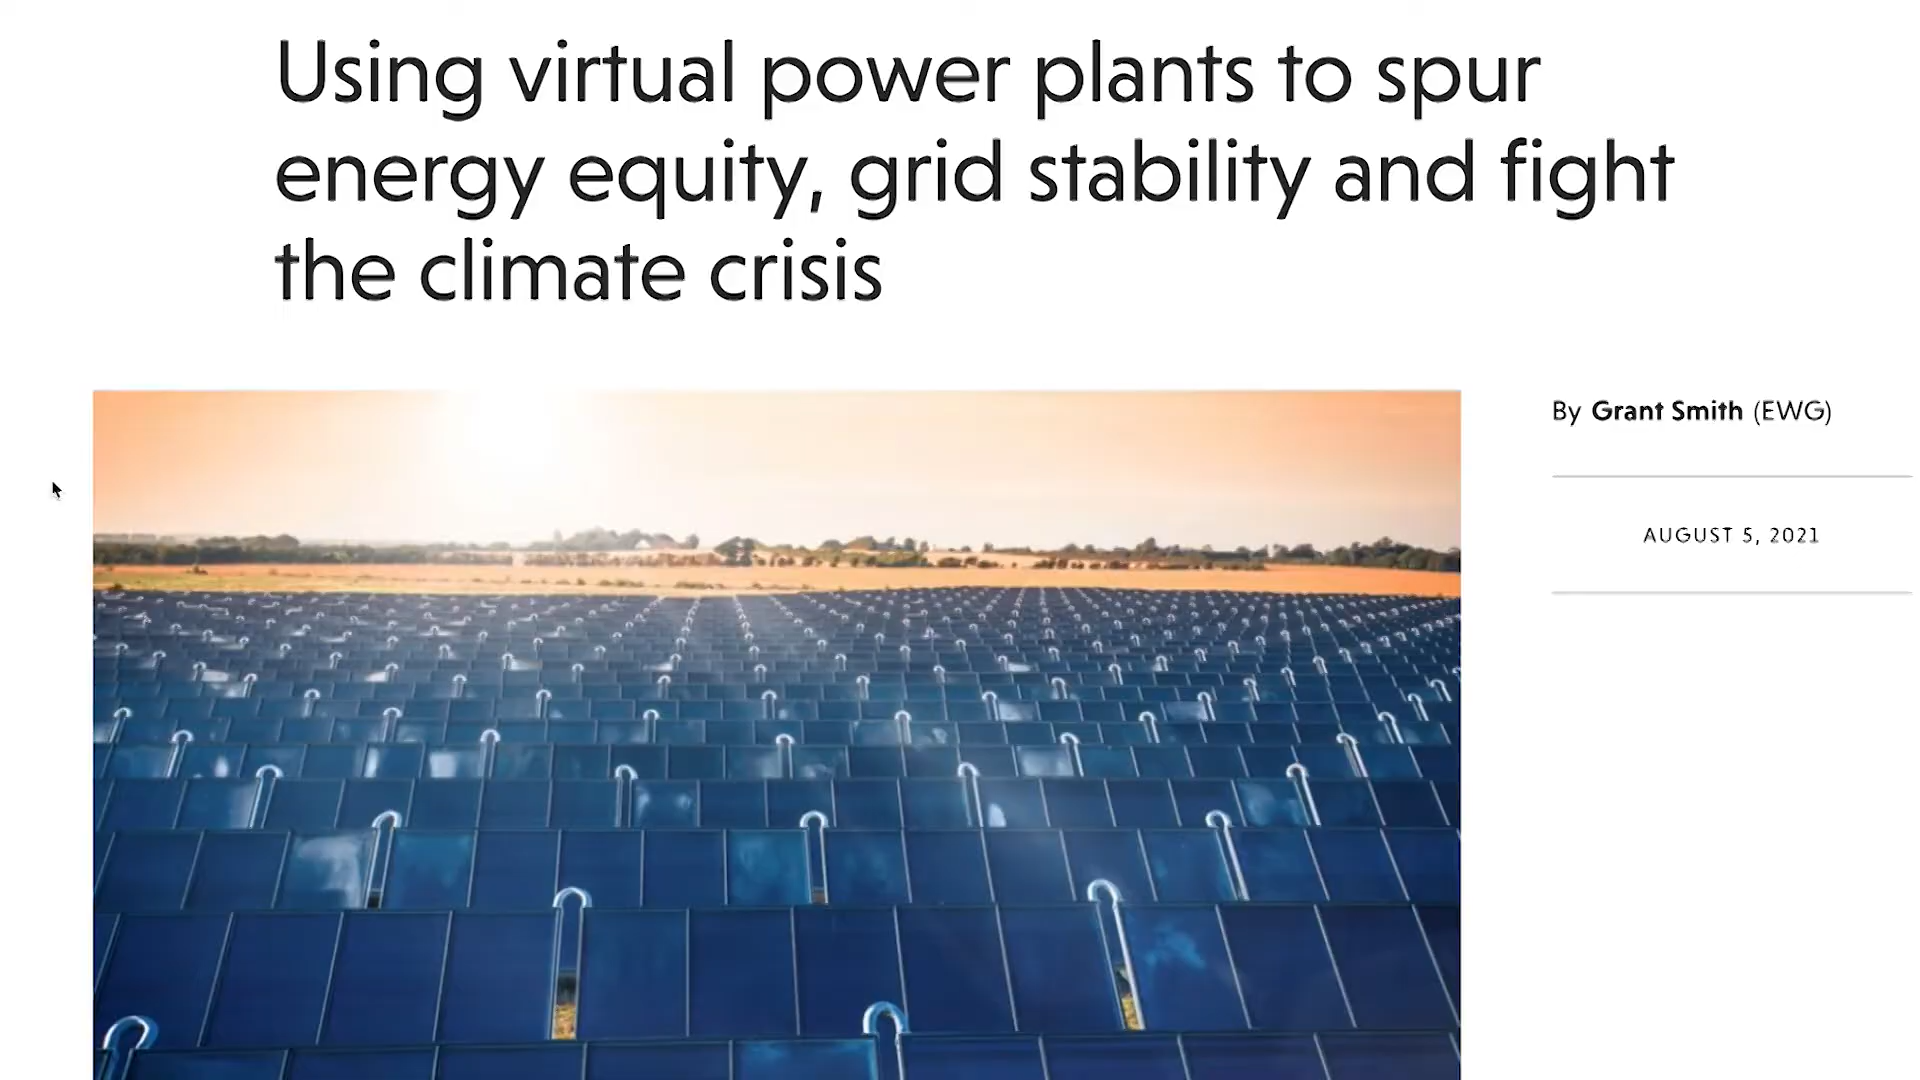 Using virtual power plants to spur
energy equity, grid stability and fight
the climate crisis
By Grant Smith (EWG)
AUGUST 5, 2021